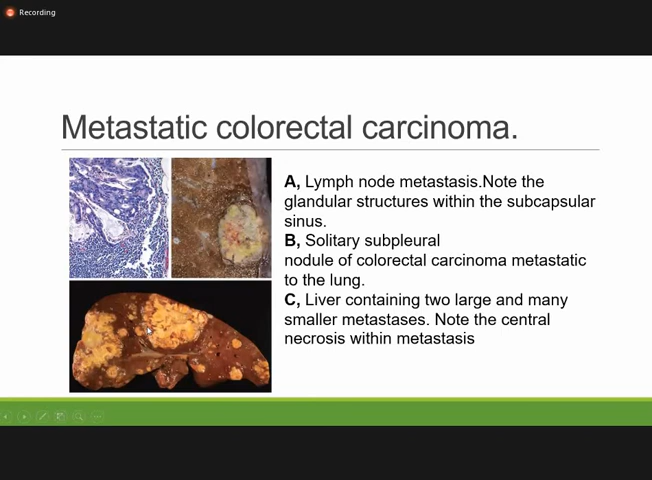 Recording
Metastatic colorectal carcinoma.
A, Lymph node metastasis.Note the
glandular structures within the subcapsular
sinus.
B, Solitary subpleural
nodule of colorectal carcinoma metastatic
to the lung.
C, Liver containing two large and many
smaller metastases. Note the central
necrosis within metastasis